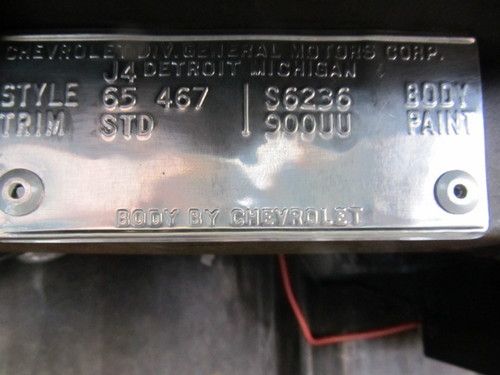 CHEVROLET DIV. GENERAL MOTORS CORP.
J4 DETROIT MICHIGAN
STYLE 65 467 S6236 BODY
TRIM STD 900UU PAINT
BODY BY CHEVROLET